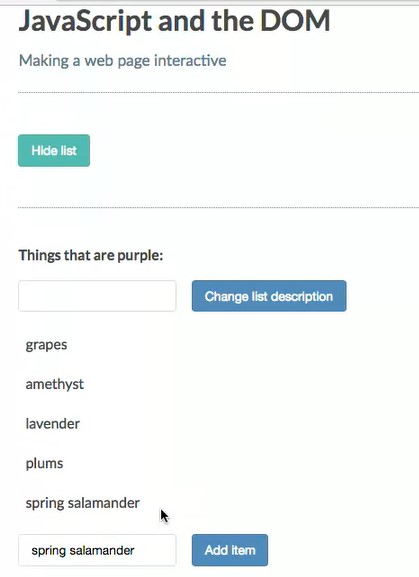 JavaScript and the DOM
Making a web page interactive
Hide list
Things that are purple:
Change list description
grapes
amethyst
lavender
plums
spring salamander
spring salamander Add item